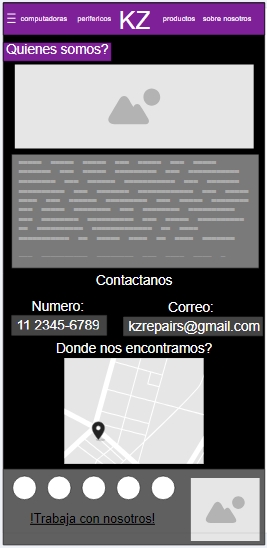 ☰ computadoras perifericos KZ productos sobre nosotros
Quienes somos?
Contactanos
Numero: Correo:
11 2345-6789 kzrepairs@gmail.com
Donde nos encontramos?
!Trabaja con nosotros!